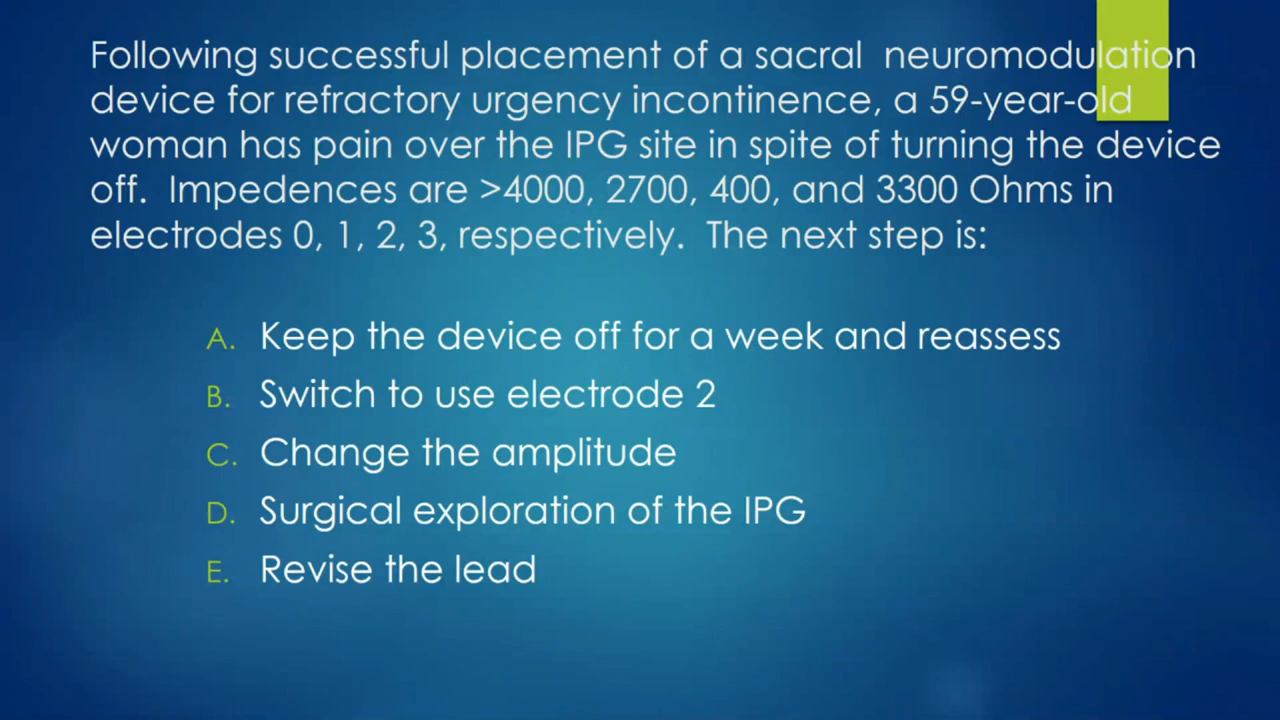 Following successful placement of a sacral neuromodulation
device for refractory urgency incontinence, a 59-year-old
woman has pain over the IPG site in spite of turning the device
off. Impedences are >4000, 2700, 400, and 3300 Ohms in
electrodes 0, 1, 2, 3, respectively. The next step is:
A. Keep the device off for a week and reassess
B. Switch to use electrode 2
C. Change the amplitude
D. Surgical exploration of the IPG
E. Revise the lead